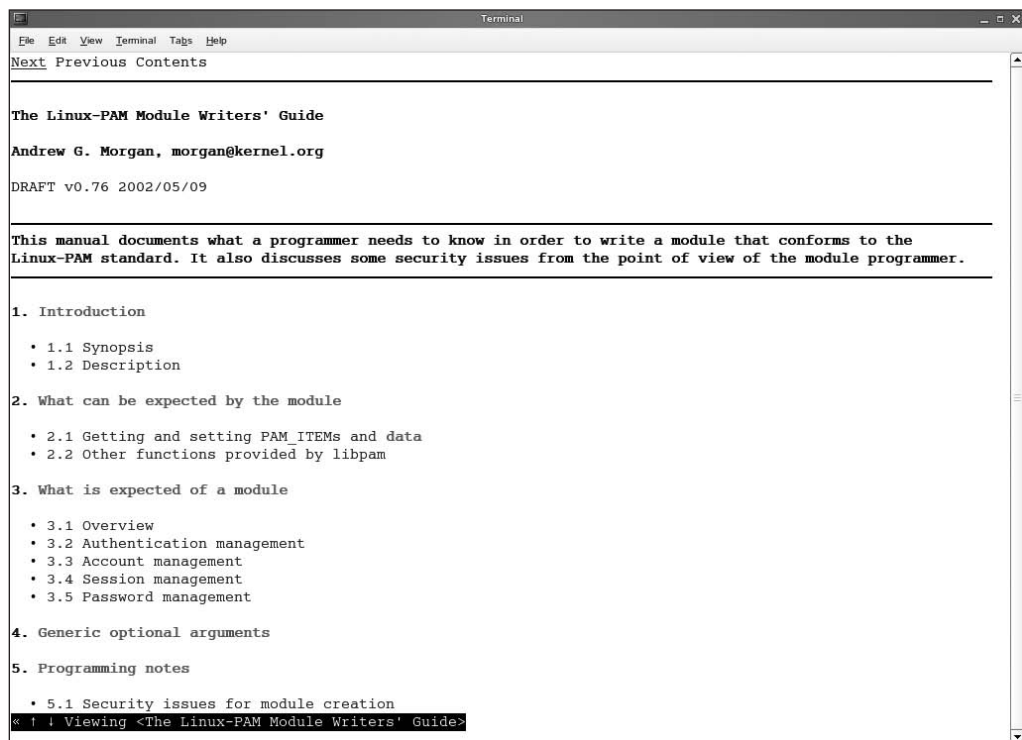 Terminal
File Edit View Terminal Tabs Help
Next Previous Contents
The Linux-PAM Module Writers' Guide
Andrew G. Morgan, morgan@kernel.org
DRAFT v0.76 2002/05/09
This manual documents what a programmer needs to know in order to write a module that conforms to the
Linux-PAM standard. It also discusses some security issues from the point of view of the module programmer.
1. Introduction
• 1.1 Synopsis
• 1.2 Description
2. What can be expected by the module
• 2.1 Getting and setting PAM_ITEMs and data
• 2.2 Other functions provided by libpam
3. What is expected of a module
• 3.1 Overview
• 3.2 Authentication management
• 3.3 Account management
• 3.4 Session management
• 3.5 Password management
4. Generic optional arguments
5. Programming notes
• 5.1 Security issues for module creation
« ↑ ↓ Viewing <The Linux-PAM Module Writers' Guide>